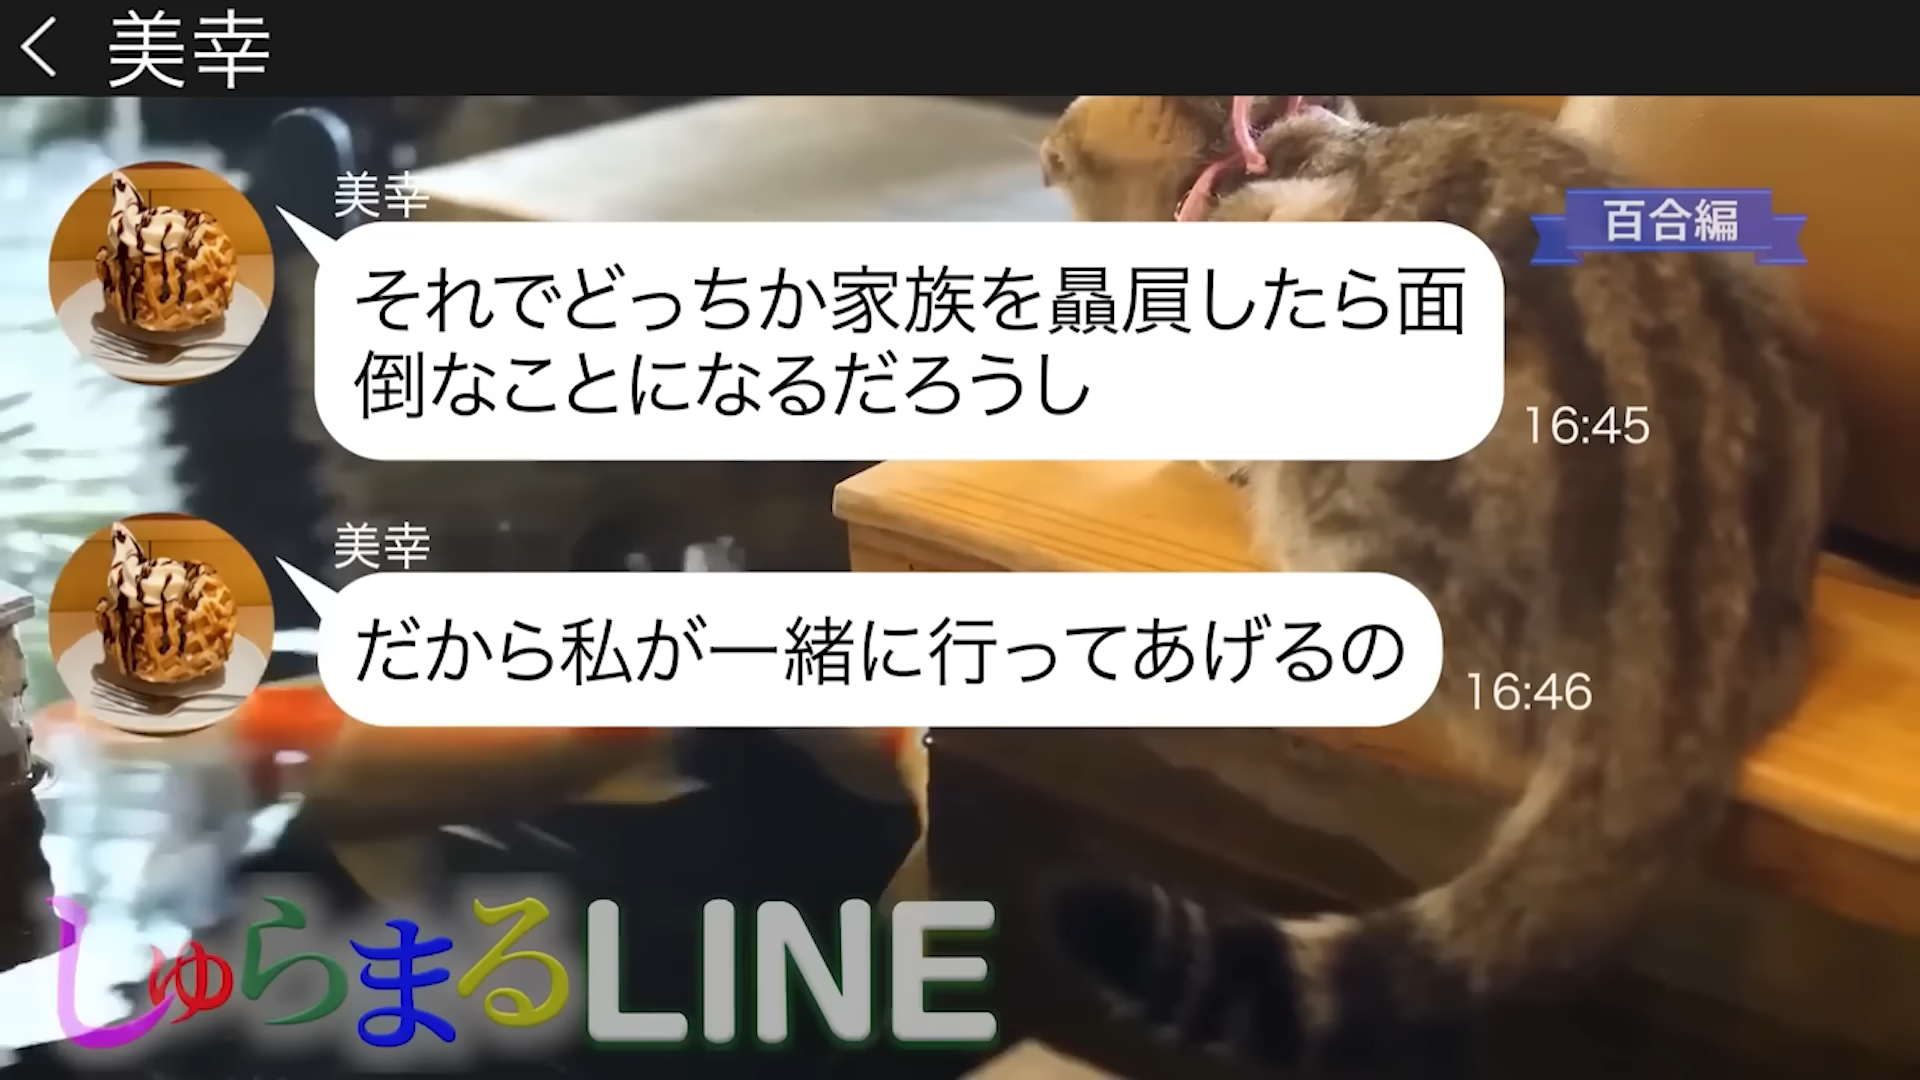 美幸
美幸
百合編
それでどっちか家族を贔屓したら面
倒なことになるだろうし
16:45
美幸
だから私が一緒に行ってあげるの
16:46
しゅらまるLINE